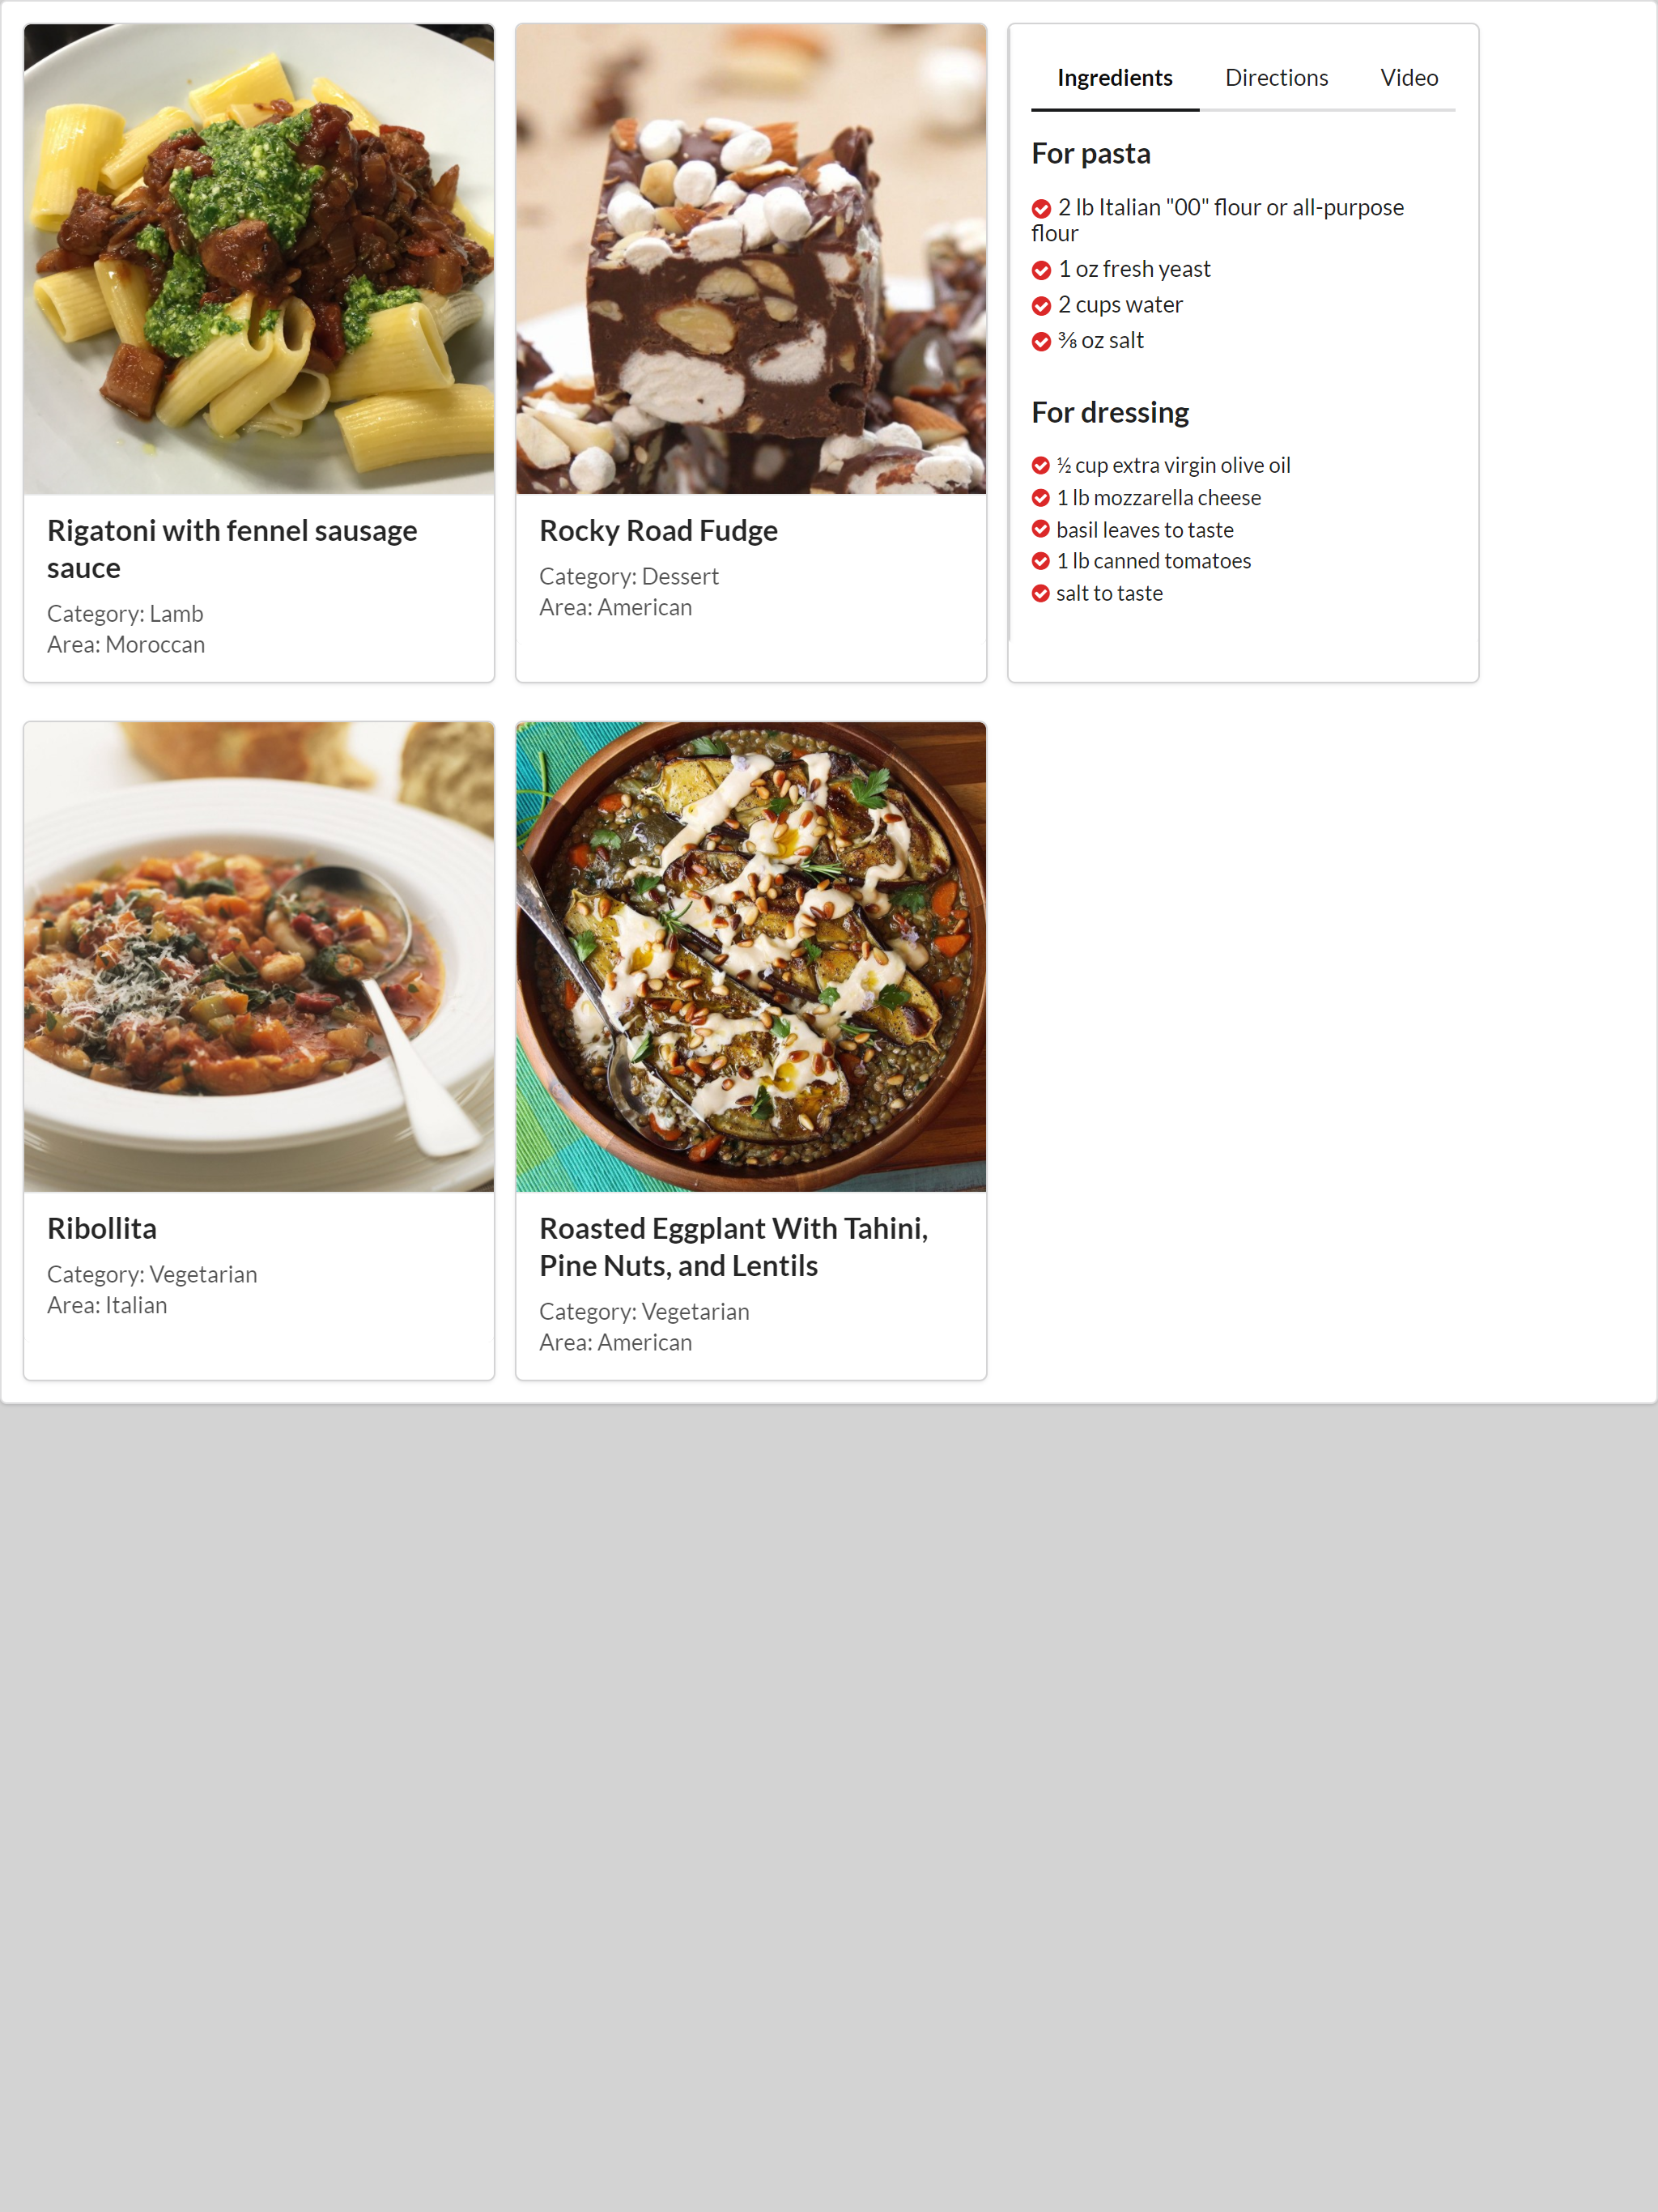 Rigatoni with fennel sausage
sauce
Category: Lamb
Area: Moroccan
Rocky Road Fudge
Category: Dessert
Area: American
Ingredients Directions Video
For pasta
2 lb Italian "00" flour or all-purpose
flour
1 oz fresh yeast
2 cups water
⅜ oz salt
For dressing
½ cup extra virgin olive oil
1 lb mozzarella cheese
basil leaves to taste
1 lb canned tomatoes
salt to taste
Ribollita
Category: Vegetarian
Area: Italian
Roasted Eggplant With Tahini,
Pine Nuts, and Lentils
Category: Vegetarian
Area: American